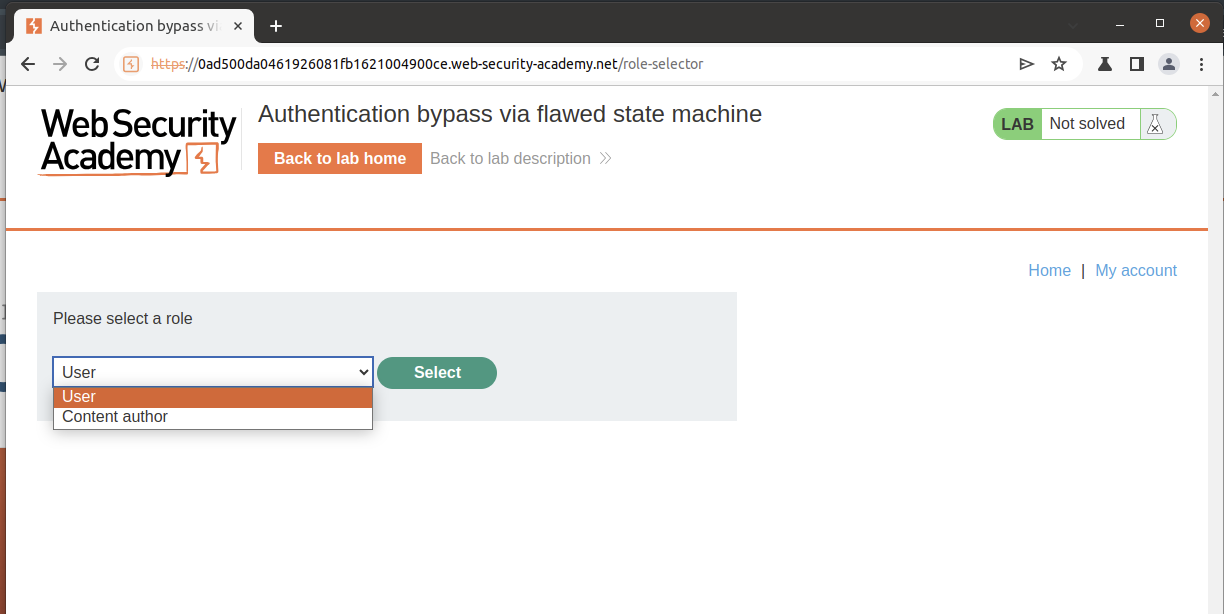 Authentication bypass vi
https://0ad500da0461926081fb1621004900ce.web-security-academy.net/role-selector
Web Security
Academy
Authentication bypass via flawed state machine
Back to lab home
Back to lab description
LAB
Not solved
Home | My account
Please select a role
User
Select
User
Content author